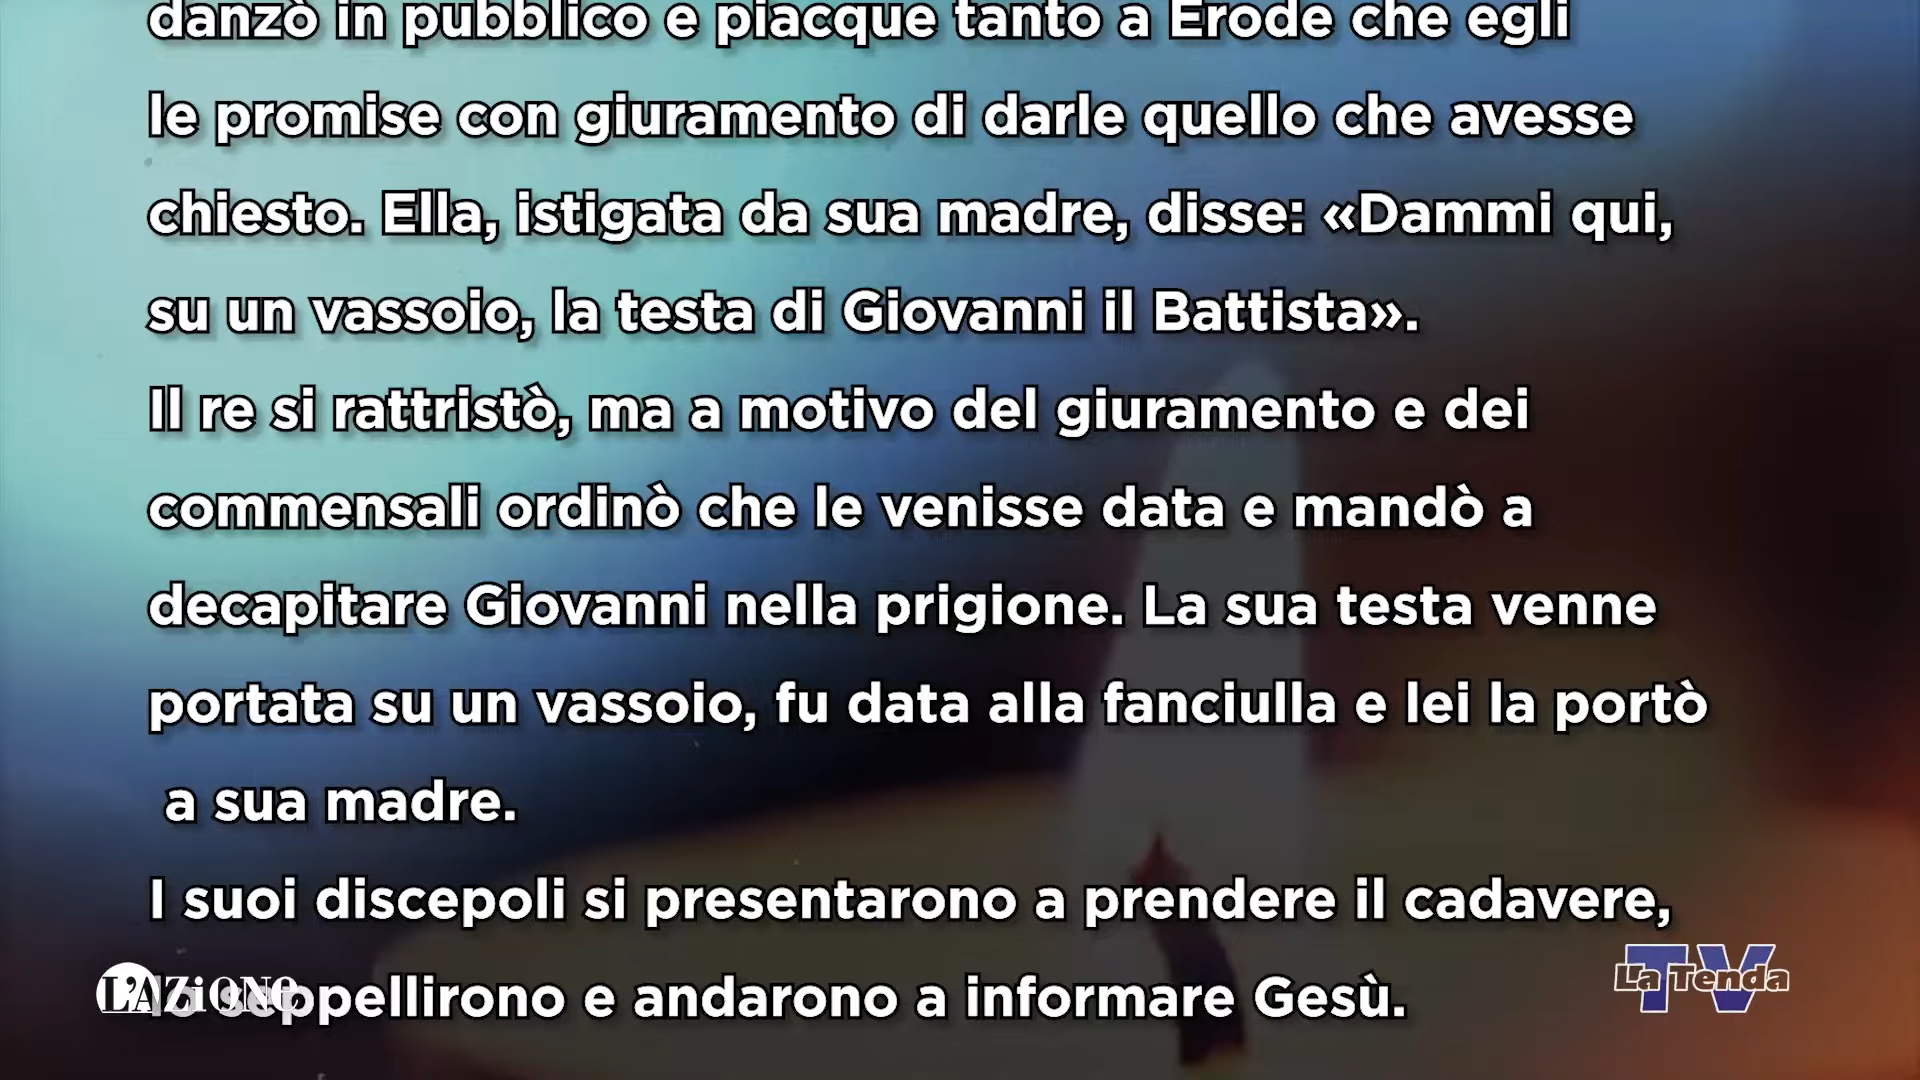 danzò in pubblico e piacque tanto a Erode che egli
le promise con giuramento di darle quello che avesse
chiesto. Ella, istigata da sua madre, disse: «Dammi qui,
su un vassoio, la testa di Giovanni il Battista».
Il re si rattristò, ma a motivo del giuramento e dei
commensali ordinò che le venisse data e mandò a
decapitare Giovanni nella prigione. La sua testa venne
portata su un vassoio, fu data alla fanciulla e lei la portò
a sua madre.
I suoi discepoli si presentarono a prendere il cadavere,
lo seppellirono e andarono a informare Gesù.
L'AZiONe
TV La Tenda